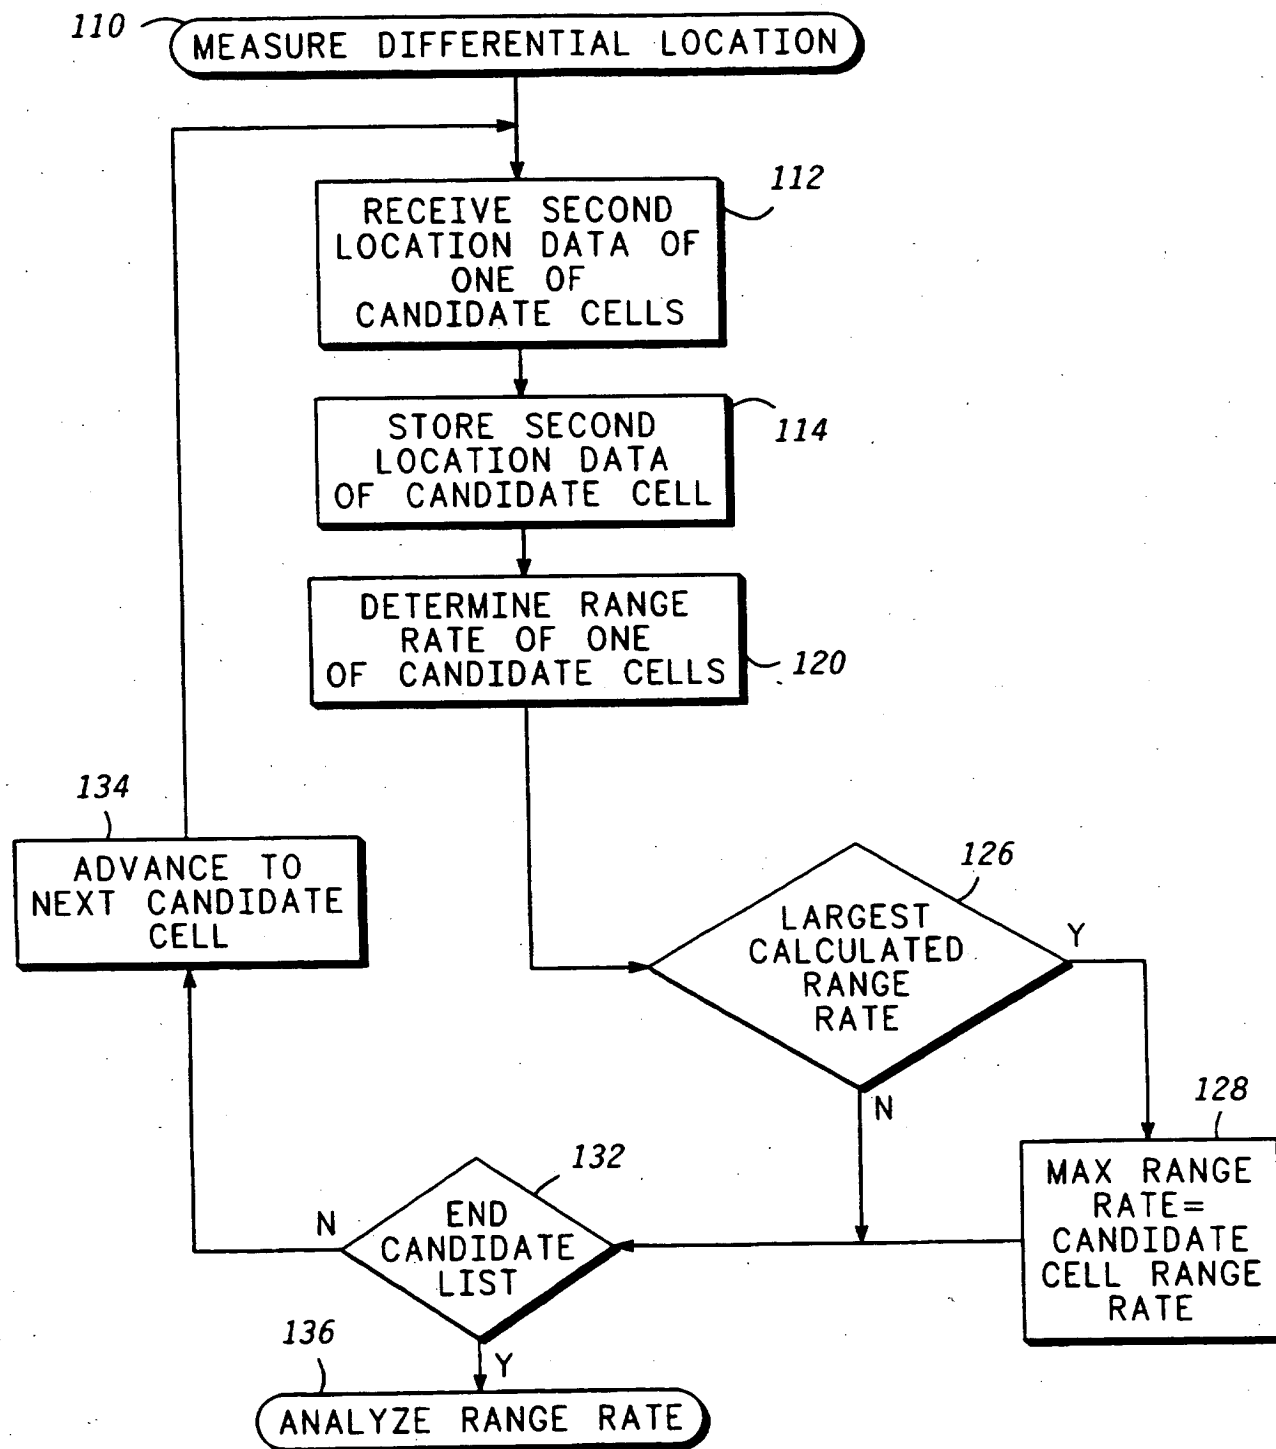 110
MEASURE DIFFERENTIAL LOCATION
112
RECEIVE SECOND
LOCATION DATA OF
ONE OF
CANDIDATE CELLS
114
STORE SECOND
LOCATION DATA
OF CANDIDATE CELL
120
DETERMINE RANGE
RATE OF ONE
OF CANDIDATE CELLS
134
ADVANCE TO
NEXT CANDIDATE
CELL
126
LARGEST
CALCULATED
RANGE
RATE
Y
N
128
MAX RANGE
RATE=
CANDIDATE
CELL RANGE
RATE
132
END
CANDIDATE
LIST
N
Y
136
ANALYZE RANGE RATE